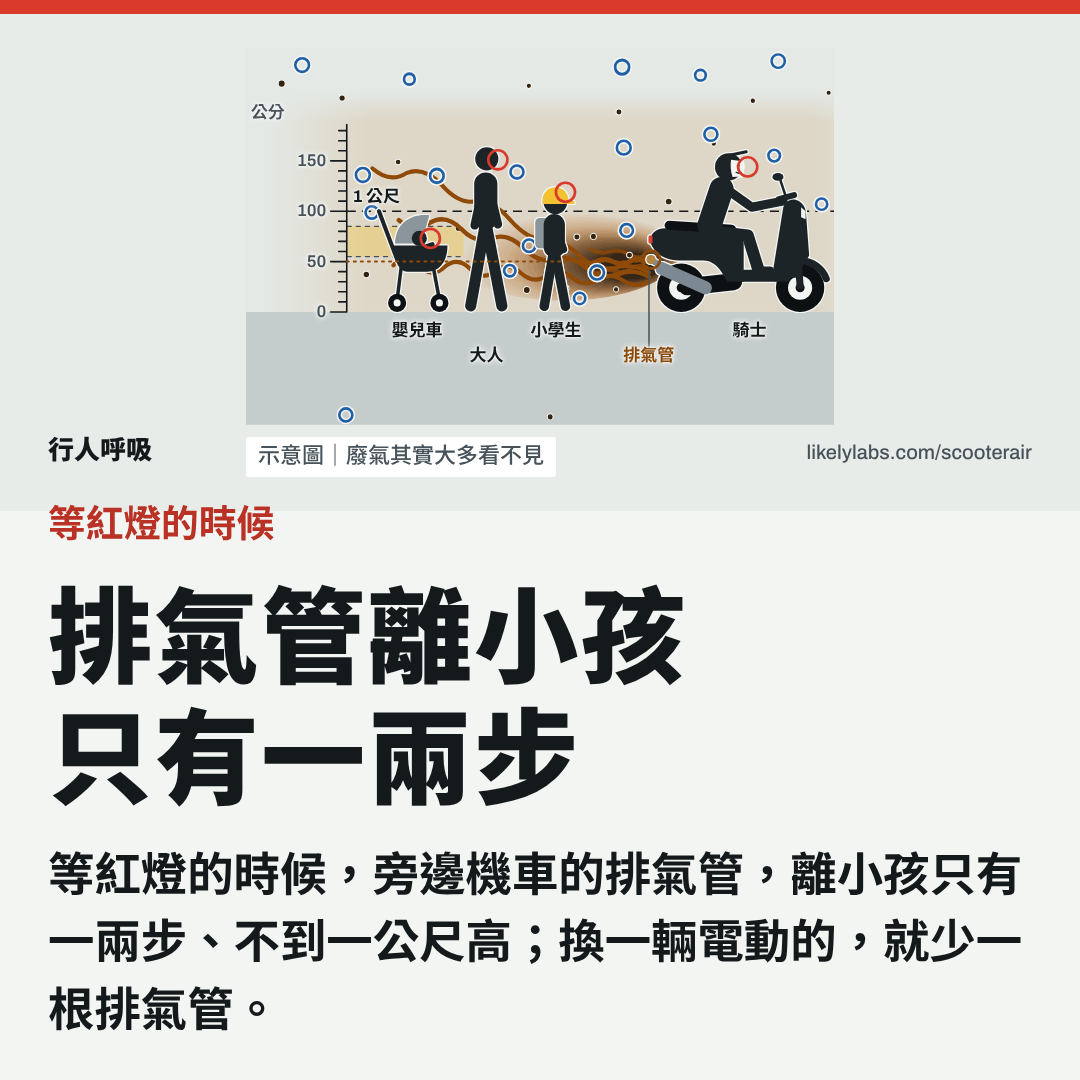 公分
150
1 公尺
100
50
0
嬰兒車
小學生
騎士
大人
排氣管
行人呼吸
示意圖｜廢氣其實大多看不見
likelylabs.com/scooterair
等紅燈的時候
排氣管離小孩
只有一兩步
等紅燈的時候，旁邊機車的排氣管，離小孩只有
一兩步、不到一公尺高；換一輛電動的，就少一
根排氣管。